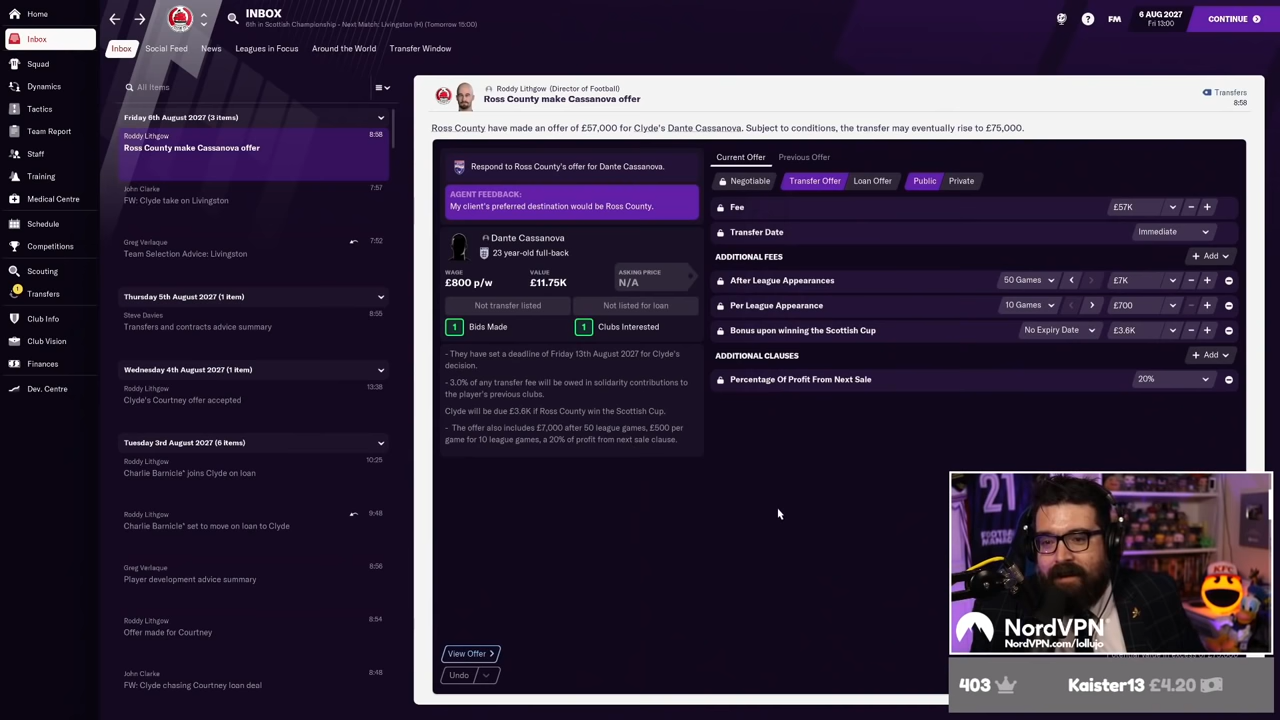 Home
INBOX
6th in Scottish Championship - Next Match: Livingston (H) (Tomorrow 15:00)
FM
6 AUG 2027
Fri 13:00
CONTINUE
Inbox
Squad
Dynamics
Tactics
Team Report
Staff
Training
Medical Centre
Schedule
Competitions
Scouting
1
Transfers
Club Info
Club Vision
Finances
Dev. Centre
Inbox
Social Feed
News
Leagues in Focus
Around the World
Transfer Window
All Items
Friday 6th August 2027 (3 items)
Roddy Lithgow
8:58
Ross County make Cassanova offer
John Clarke
7:57
FW: Clyde take on Livingston
Greg Verlaque
7:52
Team Selection Advice: Livingston
Thursday 5th August 2027 (1 item)
Steve Davies
8:55
Transfers and contracts advice summary
Wednesday 4th August 2027 (1 item)
Roddy Lithgow
13:38
Clyde's Courtney offer accepted
Tuesday 3rd August 2027 (6 items)
Roddy Lithgow
10:25
Charlie Barnicle* joins Clyde on loan
Roddy Lithgow
9:48
Charlie Barnicle* set to move on loan to Clyde
Greg Verlaque
8:56
Player development advice summary
Roddy Lithgow
8:54
Offer made for Courtney
John Clarke
8:48
FW: Clyde chasing Courtney loan deal
Roddy Lithgow (Director of Football)
Ross County make Cassanova offer
Transfers
8:58
Ross County have made an offer of £57,000 for Clyde's Dante Cassanova. Subject to conditions, the transfer may eventually rise to £75,000.
Respond to Ross County's offer for Dante Cassanova.
AGENT FEEDBACK:
My client's preferred destination would be Ross County.
Dante Cassanova
23 year-old full-back
WAGE
£800 p/w
VALUE
£11.75K
ASKING PRICE
N/A
Not transfer listed
Not listed for loan
1 Bids Made
1 Clubs Interested
- They have set a deadline of Friday 13th August 2027 for Clyde's
decision.
- 3.0% of any transfer fee will be owed in solidarity contributions to
the player's previous clubs.
Clyde will be due £3.6K if Ross County win the Scottish Cup.
- The offer also includes £7,000 after 50 league games, £500 per
game for 10 league games, a 20% of profit from next sale clause.
View Offer
Undo
Current Offer
Previous Offer
Negotiable
Transfer Offer
Loan Offer
Public
Private
Fee
£57K
Transfer Date
Immediate
ADDITIONAL FEES
+ Add
After League Appearances
50 Games
£7K
Per League Appearance
10 Games
£700
Bonus upon winning the Scottish Cup
No Expiry Date
£3.6K
ADDITIONAL CLAUSES
+ Add
Percentage Of Profit From Next Sale
20%
21
KFC
NordVPN®
NordVPN.com/lollujo
403
Kaister13 £4.20